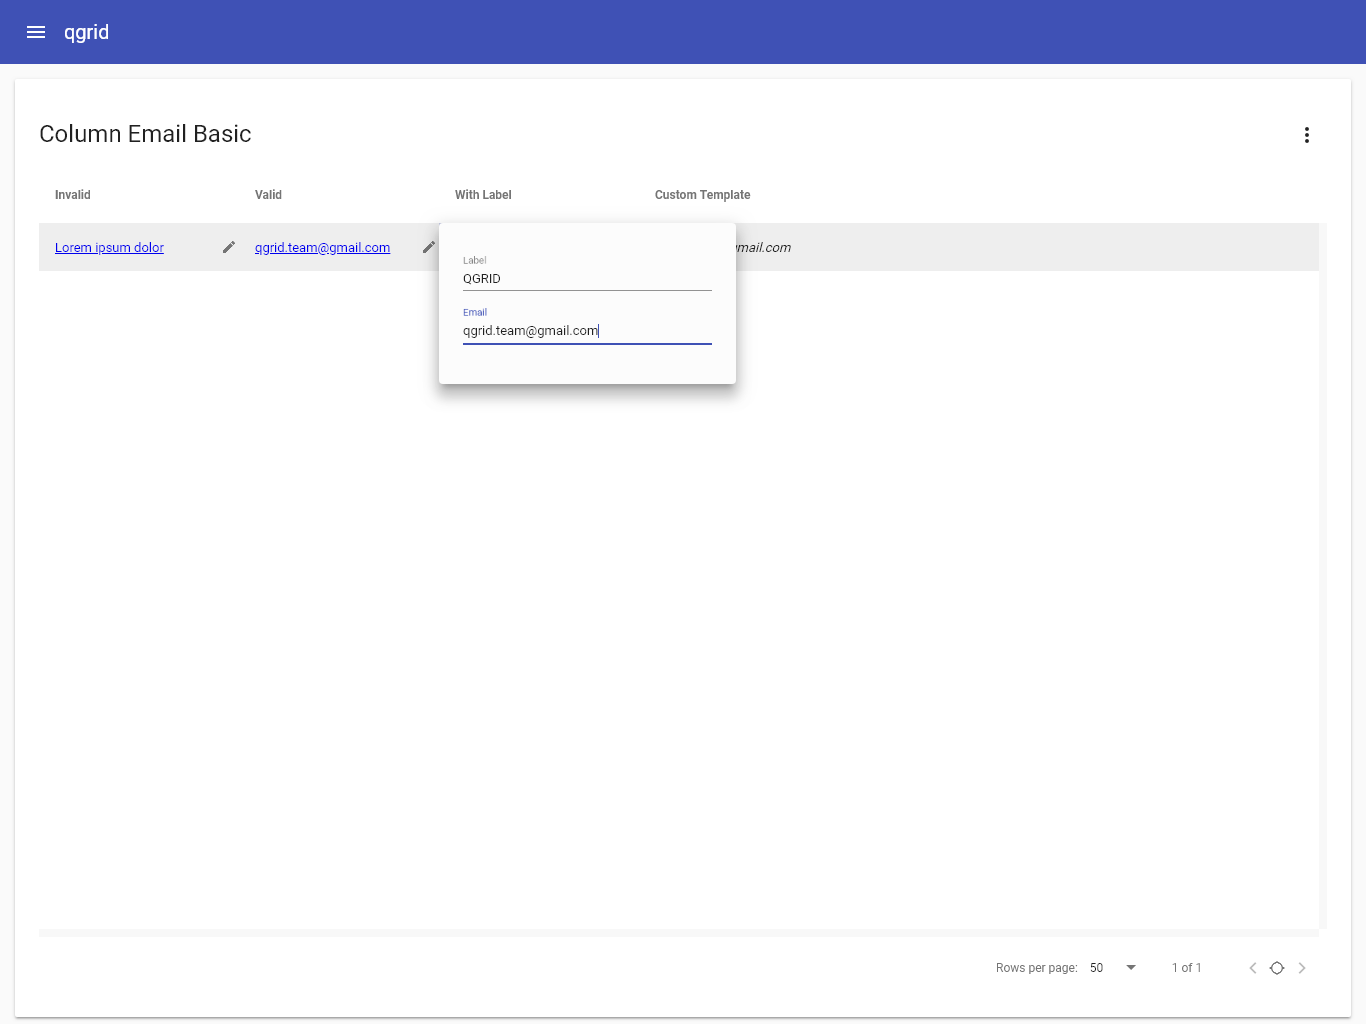 qgrid
Column Email Basic
Invalid Valid With Label Custom Template
Lorem ipsum dolor qgrid.team@gmail.com mail.com
Label
QGRID
Email
qgrid.team@gmail.com
Rows per page: 50 1 of 1